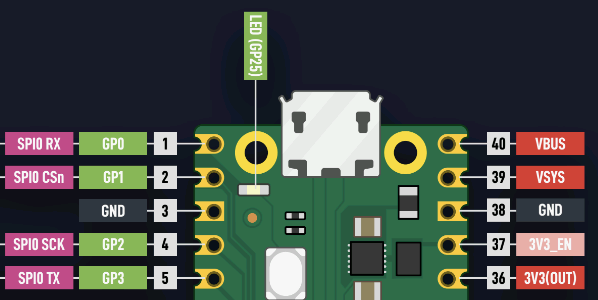 LED (GP25)
SPI0 RX GP0 1 40 VBUS
SPI0 CSn GP1 2 39 VSYS
GND 3 38 GND
SPI0 SCK GP2 4 37 3V3_EN
SPI0 TX GP3 5 36 3V3(OUT)